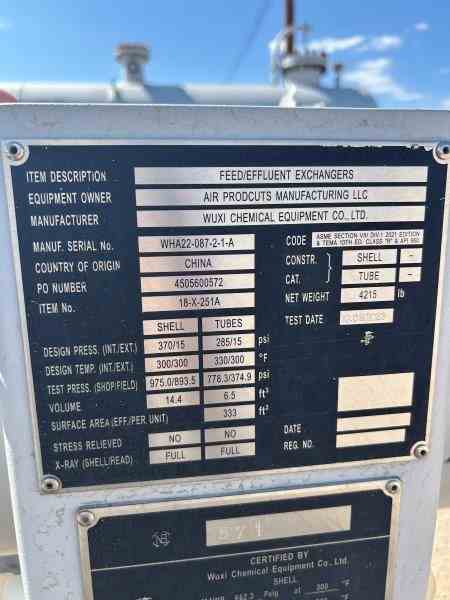 ITEM DESCRIPTION FEED/EFFLUENT EXCHANGERS
EQUIPMENT OWNER AIR PRODCUTS MANUFACTURING LLC
MANUFACTURER WUXI CHEMICAL EQUIPMENT CO., LTD.
MANUF. SERIAL No. WHA22-087-2-1-A CODE ASME SECTION VIII DIV.1 2021 EDITION
& TEMA 10TH ED. CLASS "R" & API 660
COUNTRY OF ORIGIN CHINA CONSTR. SHELL -
PO NUMBER 4505600572 CAT. TUBE -
ITEM No. 18-X-251A NET WEIGHT 4215 lb
TEST DATE
SHELL TUBES
DESIGN PRESS. (INT./EXT.) 370/15 285/15 psi
DESIGN TEMP. (INT./EXT.) 300/300 330/300 °F
TEST PRESS. (SHOP/FIELD) 975.0/893.5 778.3/374.9 psi
VOLUME 14.4 6.5 ft³
SURFACE AREA (EFF./PER UNIT) 333 ft²
STRESS RELIEVED NO NO DATE
X-RAY (SHELL/READ) FULL FULL REG. NO.
571
CERTIFIED BY
Wuxi Chemical Equipment Co., Ltd.
SHELL
Psig at 300 °F